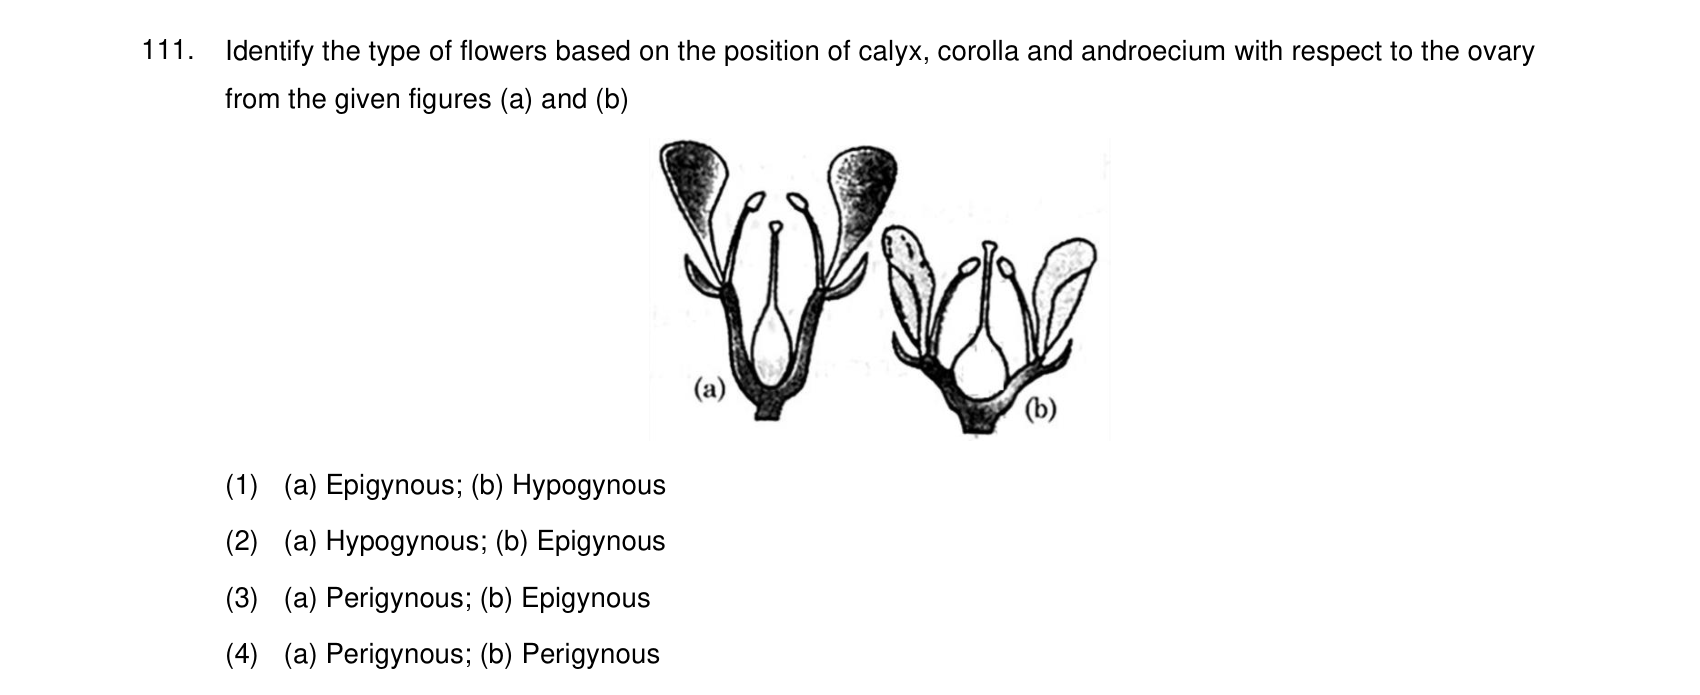 111. Identify the type of flowers based on the position of calyx, corolla and androecium with respect to the ovary
from the given figures (a) and (b)
(a)
(b)
(1) (a) Epigynous; (b) Hypogynous
(2) (a) Hypogynous; (b) Epigynous
(3) (a) Perigynous; (b) Epigynous
(4) (a) Perigynous; (b) Perigynous